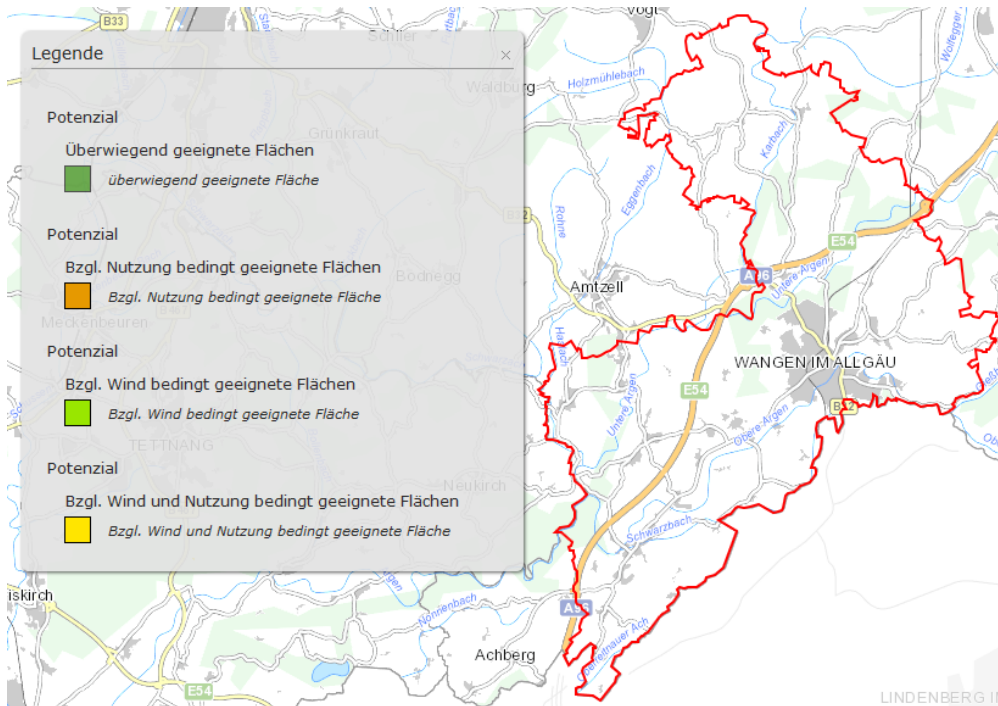 Legende
×
Potenzial
Überwiegend geeignete Flächen
überwiegend geeignete Fläche
Potenzial
Bzgl. Nutzung bedingt geeignete Flächen
Bzgl. Nutzung bedingt geeignete Fläche
Potenzial
Bzgl. Wind bedingt geeignete Flächen
Bzgl. Wind bedingt geeignete Fläche
Potenzial
Bzgl. Wind und Nutzung bedingt geeignete Flächen
Bzgl. Wind und Nutzung bedingt geeignete Fläche
B33
Vogt
Schlier
Wolfegger
Holzmühlebach
Waldburg
Grünkraut
Karbach
Eggenbach
Rohne
B32
E54
Bodnegg
A96
Untere Argen
Amtzell
Meckenbeuren
Haslach
WANGEN IM ALLGÄU
E54
Untere Argen
B32
Obere Argen
TETTNANG
Neukirch
Schwarzbach
Argen
Nonnenbach
A96
iskirch
Achberg
Oberreitnauer Ach
E54
LINDENBERG